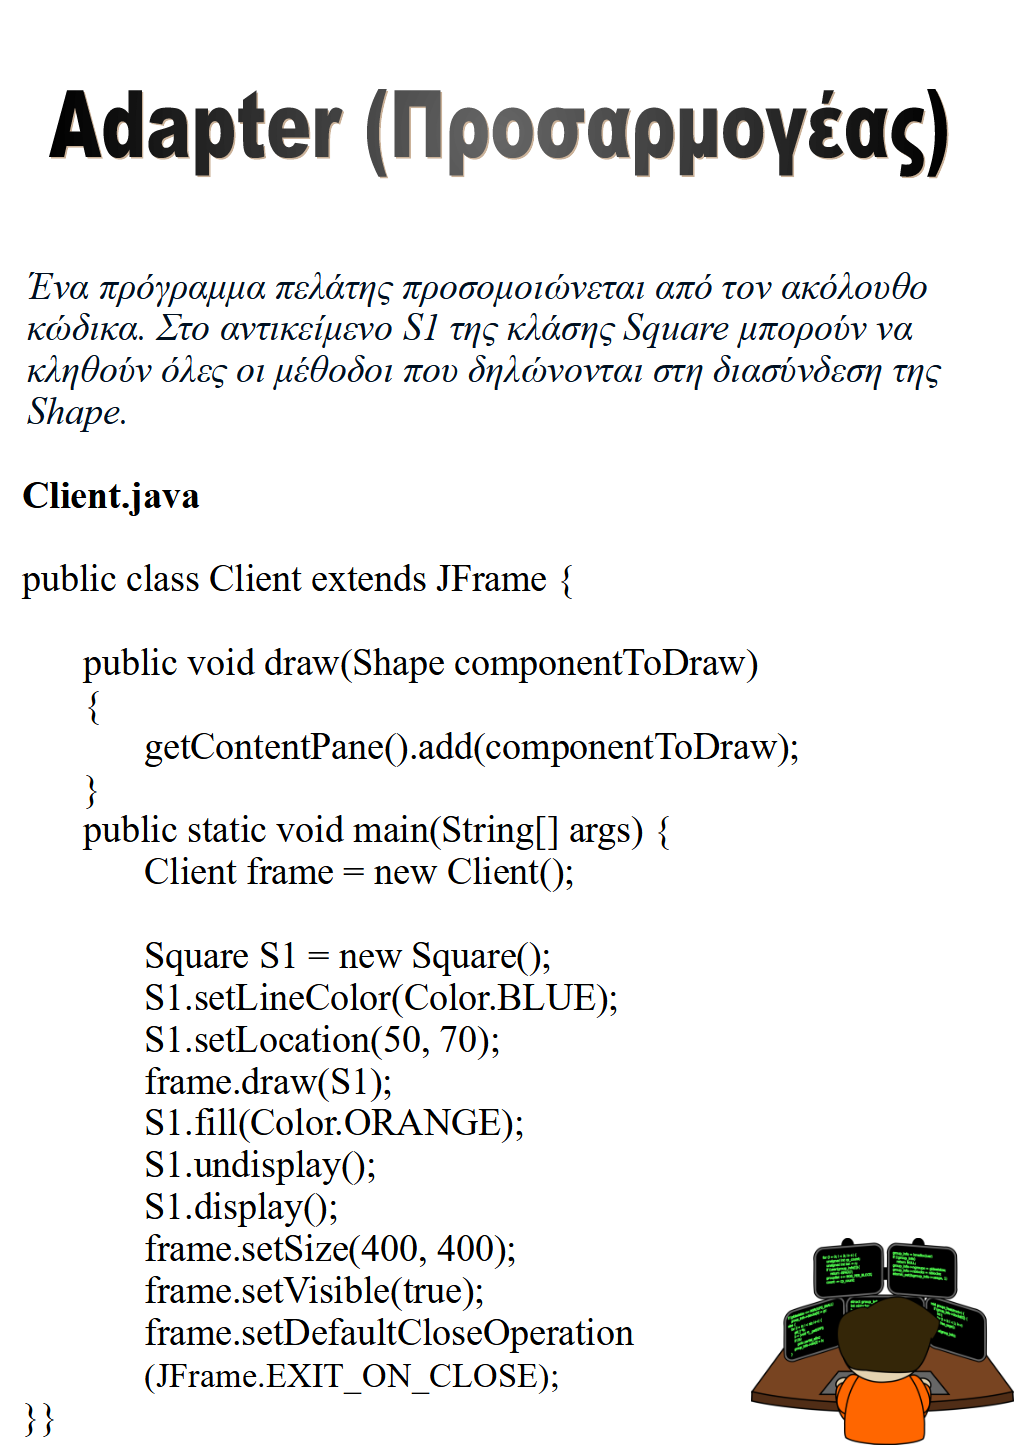 Adapter (Προσαρμογέας)
Ένα πρόγραμμα πελάτης προσομοιώνεται από τον ακόλουθο
κώδικα. Στο αντικείμενο S1 της κλάσης Square μπορούν να
κληθούν όλες οι μέθοδοι που δηλώνονται στη διασύνδεση της
Shape.
Client.java
public class Client extends JFrame {
public void draw(Shape componentToDraw)
{
getContentPane().add(componentToDraw);
}
public static void main(String[] args) {
Client frame = new Client();
Square S1 = new Square();
S1.setLineColor(Color.BLUE);
S1.setLocation(50, 70);
frame.draw(S1);
S1.fill(Color.ORANGE);
S1.undisplay();
S1.display();
frame.setSize(400, 400);
frame.setVisible(true);
frame.setDefaultCloseOperation
(JFrame.EXIT_ON_CLOSE);
}}